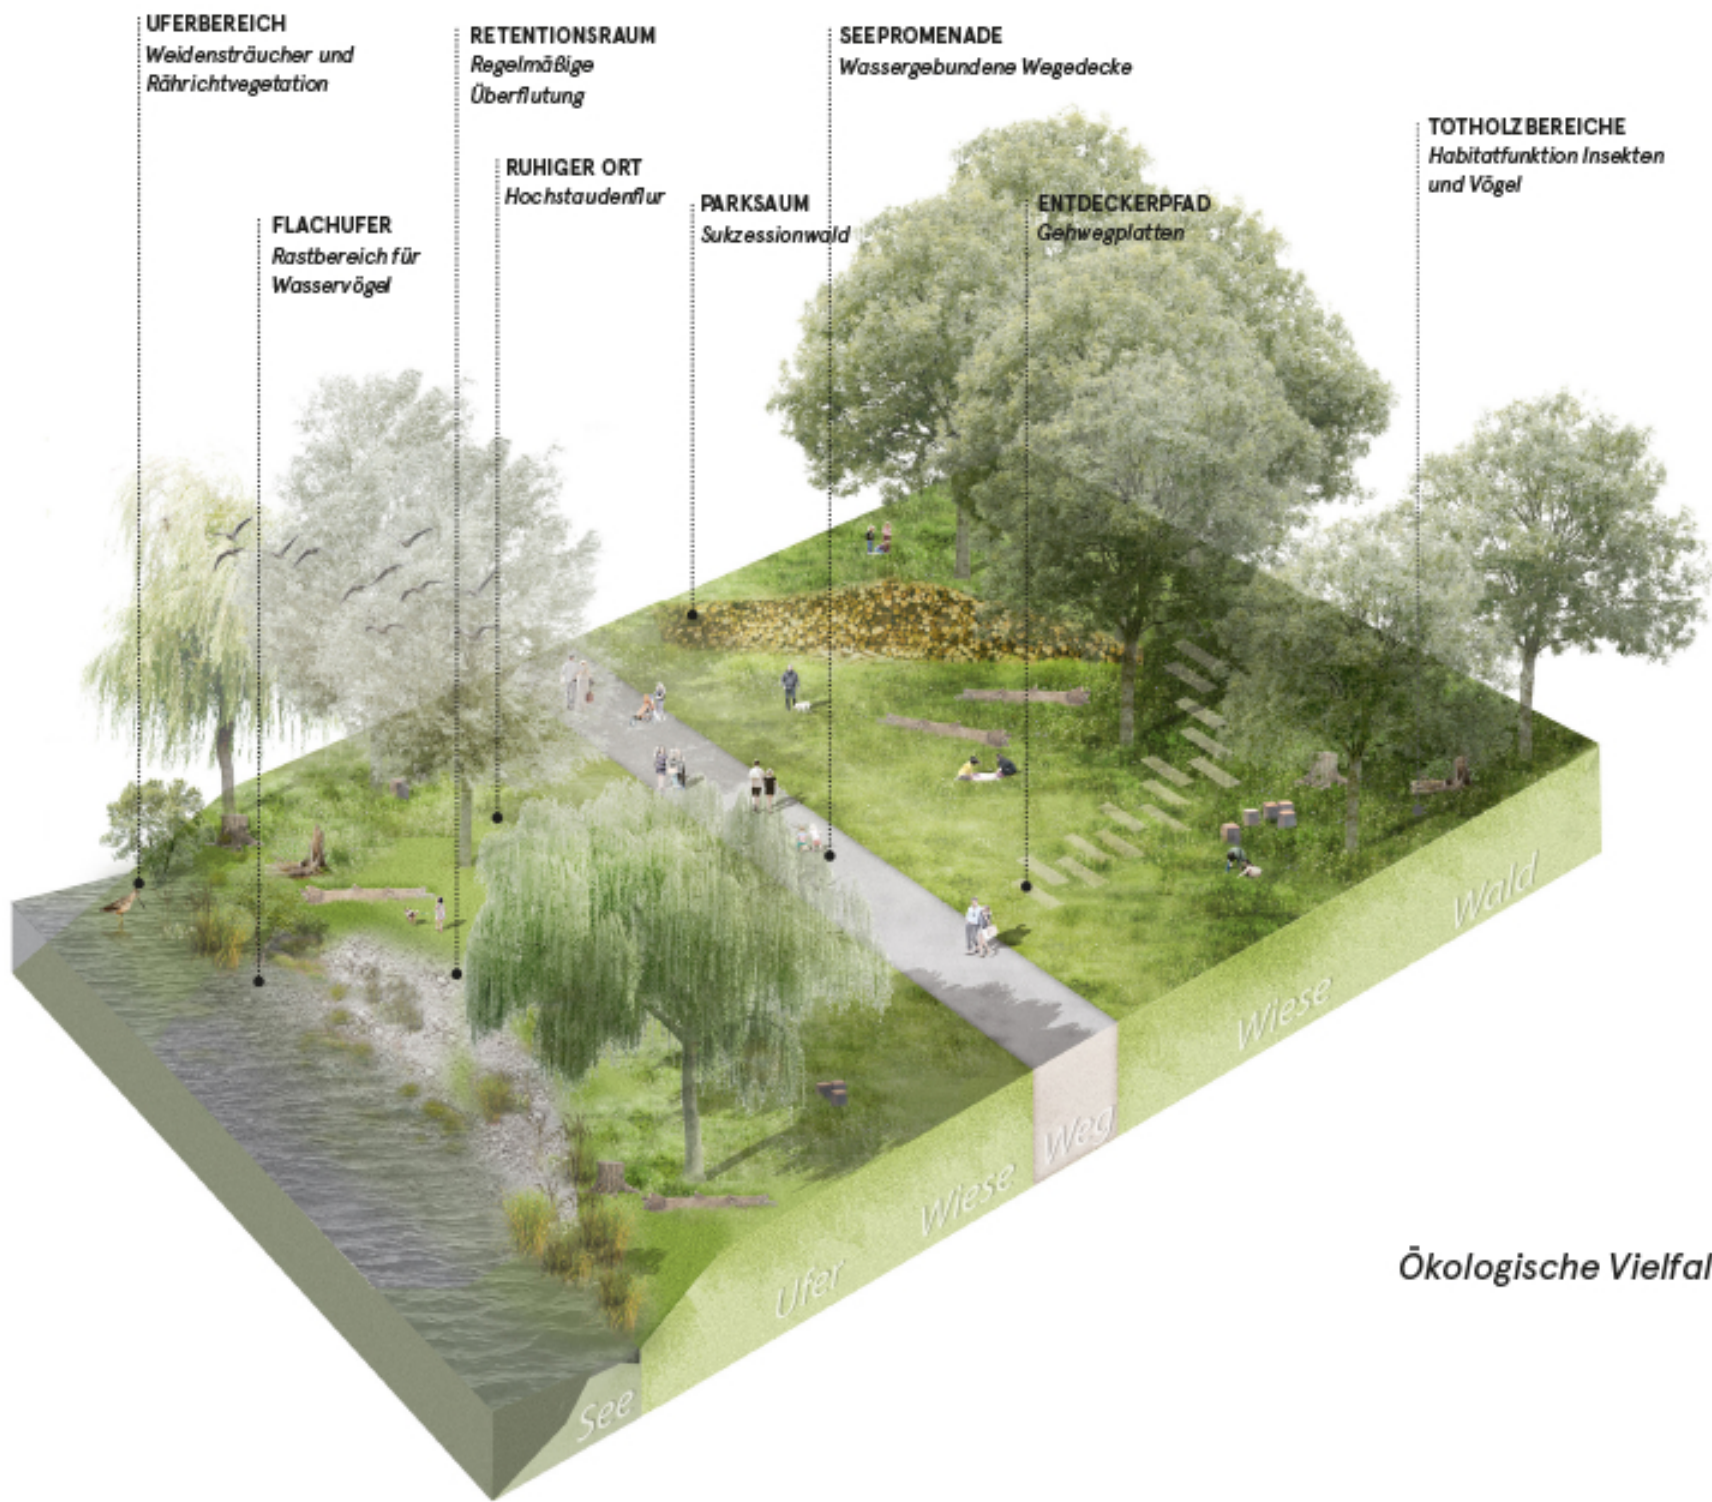 UFERBEREICH
Weidensträucher und
Rährichtvegetation
RETENTIONSRAUM
Regelmäßige
Überflutung
SEEPROMENADE
Wassergebundene Wegedecke
TOTHOLZBEREICHE
Habitatfunktion Insekten
und Vögel
RUHIGER ORT
Hochstaudenflur
PARKSAUM
Sukzessionwald
ENTDECKERPFAD
Gehwegplatten
FLACHUFER
Rastbereich für
Wasservögel
Wald
Wiese
Weg
Wiese
Ufer
See
Ökologische Vielfal